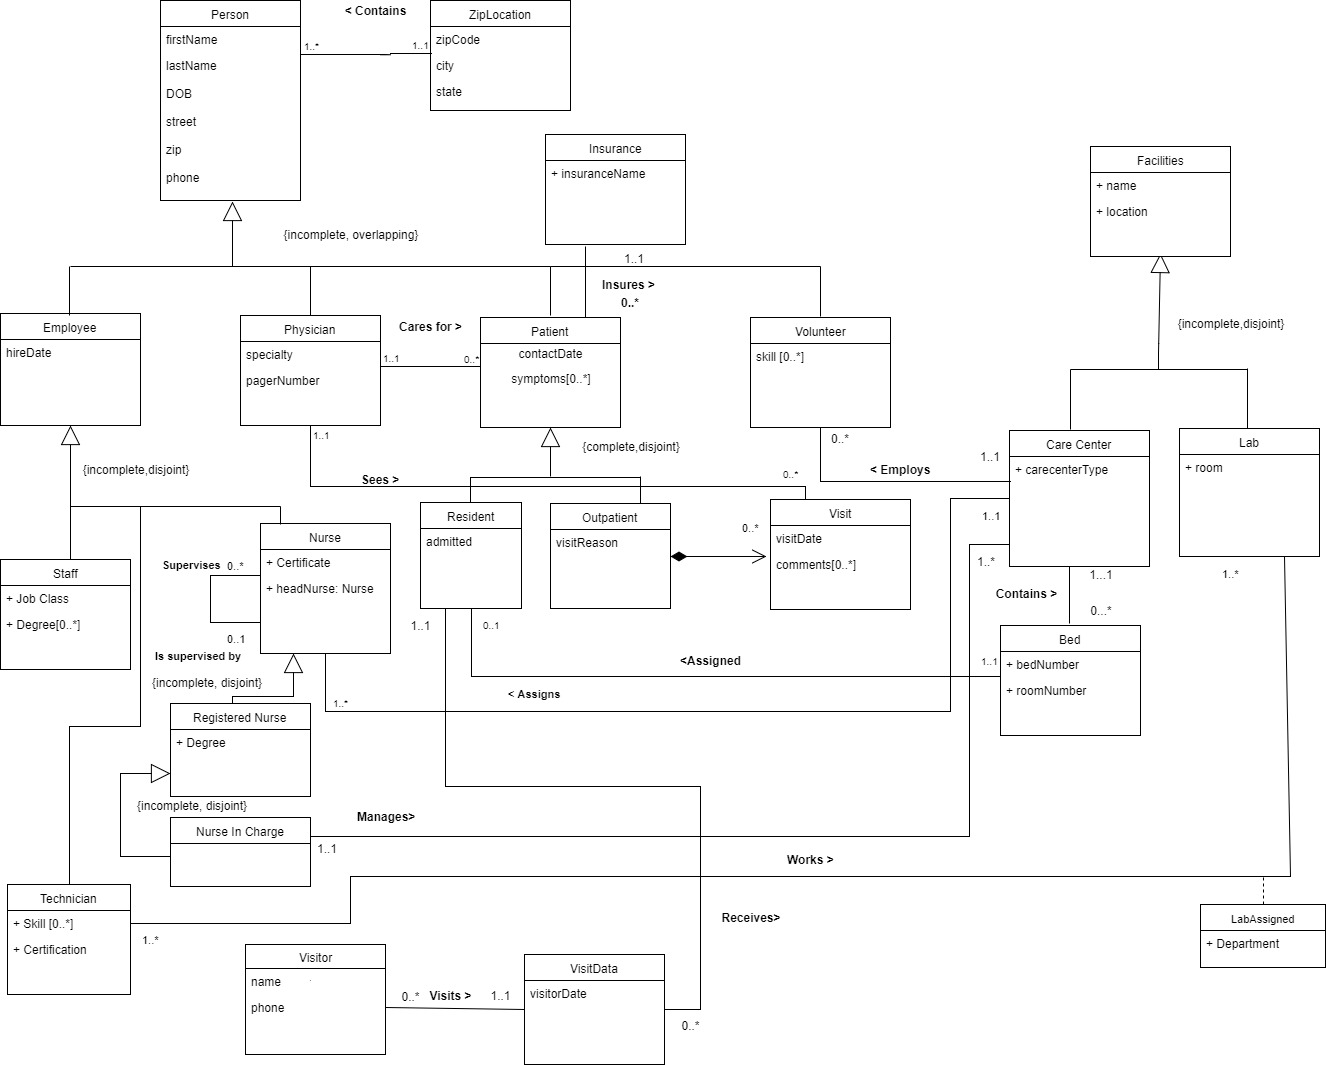 Person
< Contains
ZipLocation
firstName
lastName
DOB
street
zip
phone
1..*
1..1
zipCode
city
state
Insurance
+ insuranceName
Facilities
+ name
+ location
{incomplete, overlapping}
1..1
Insures >
0..*
{incomplete,disjoint}
Employee
hireDate
Physician
specialty
pagerNumber
Cares for >
1..1
0..*
Patient
contactDate
symptoms[0..*]
Volunteer
skill [0..*]
{incomplete,disjoint}
1..1
{complete,disjoint}
0..*
< Employs
1..1
Care Center
+ carecenterType
Lab
+ room
Sees >
0..*
Resident
admitted
Outpatient
visitReason
0..*
Visit
visitDate
comments[0..*]
1..1
1..*
1...1
1..*
Nurse
+ Certificate
+ headNurse: Nurse
Supervises
0..*
0..1
Is supervised by
Staff
+ Job Class
+ Degree[0..*]
Contains >
0...*
1..1
0..1
<Assigned
1..1
Bed
+ bedNumber
+ roomNumber
{incomplete, disjoint}
< Assigns
1..*
Registered Nurse
+ Degree
{incomplete, disjoint}
Nurse In Charge
Manages>
1..1
Works >
Technician
+ Skill [0..*]
+ Certification
1..*
Receives>
LabAssigned
+ Department
Visitor
name
phone
0..*
Visits >
1..1
VisitData
visitorDate
0..*